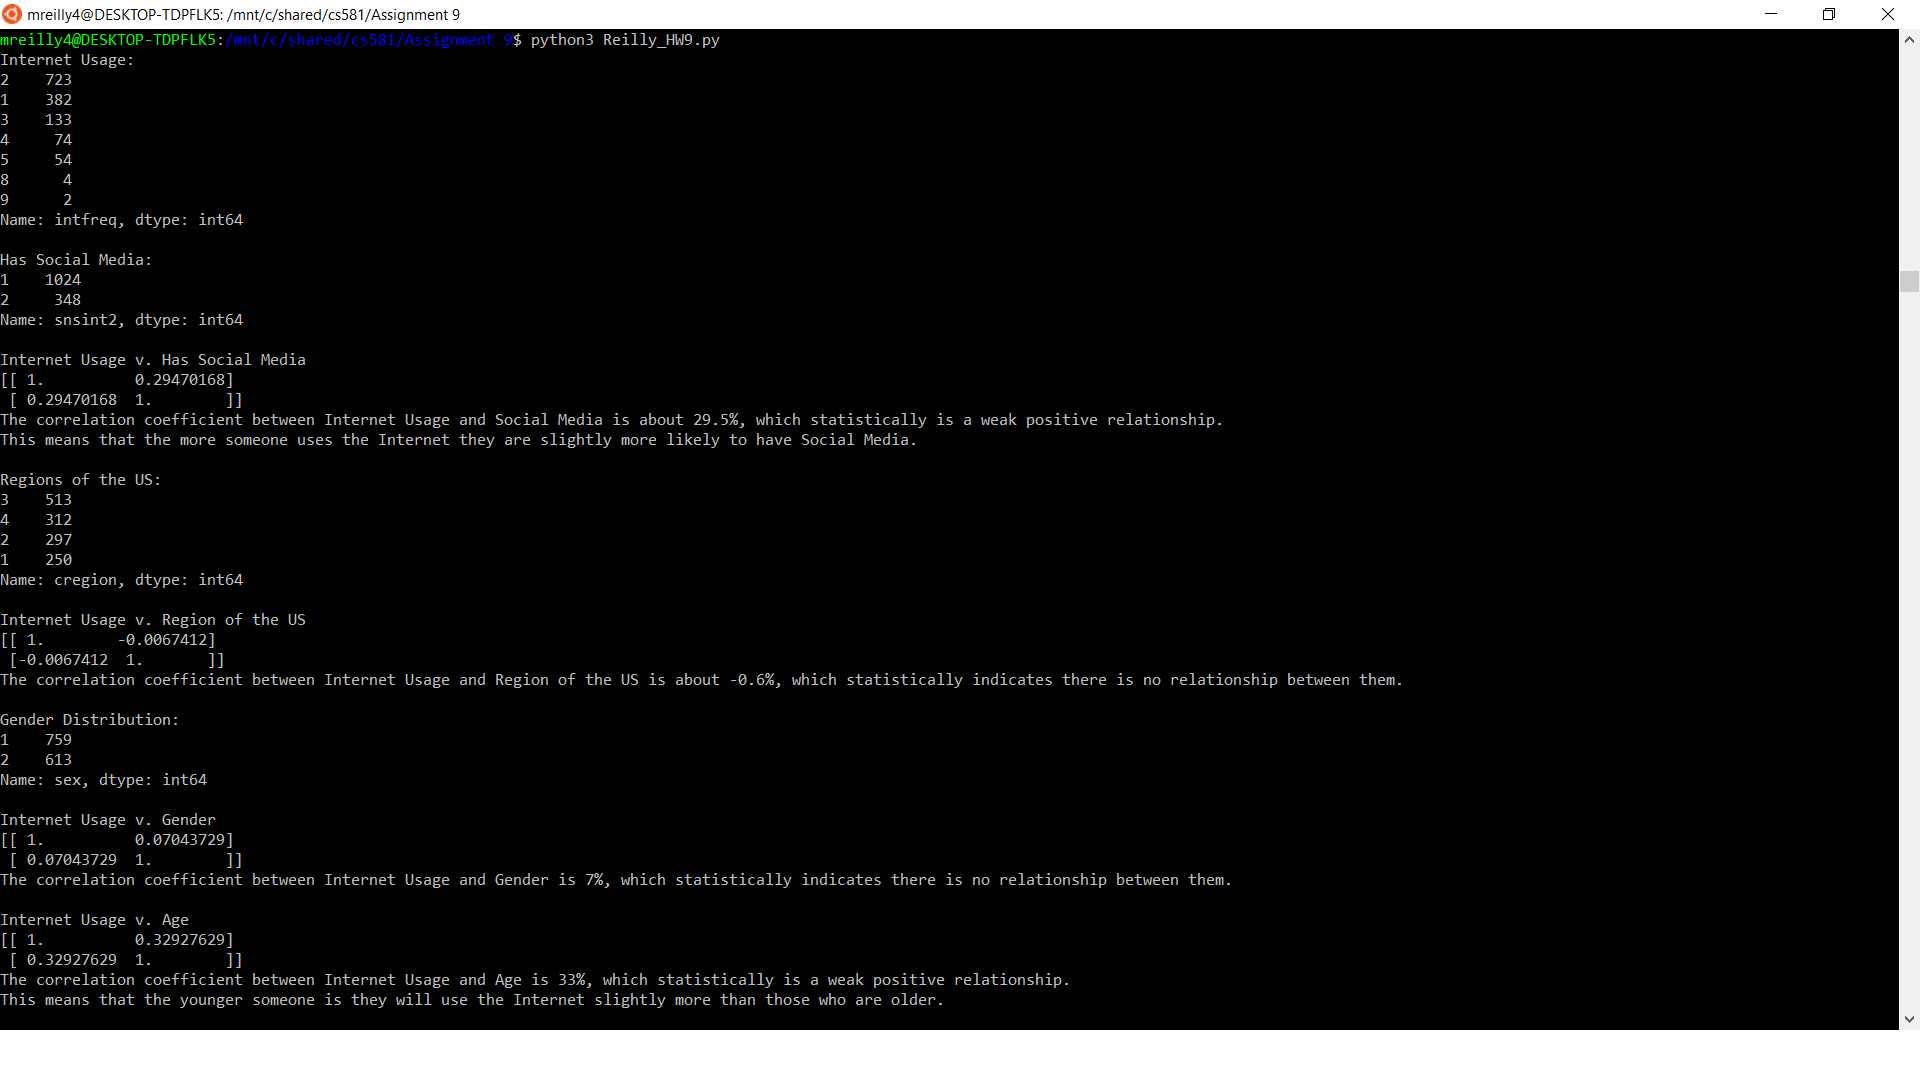 mreilly4@DESKTOP-TDPFLK5: /mnt/c/shared/cs581/Assignment 9
mreilly4@DESKTOP-TDPFLK5:/mnt/c/shared/cs581/Assignment 9$ python3 Reilly_HW9.py
Internet Usage:
2    723
1    382
3    133
4     74
5     54
8      4
9      2
Name: intfreq, dtype: int64
Has Social Media:
1    1024
2     348
Name: snsint2, dtype: int64
Internet Usage v. Has Social Media
[[ 1.          0.29470168]
 [ 0.29470168  1.        ]]
The correlation coefficient between Internet Usage and Social Media is about 29.5%, which statistically is a weak positive relationship.
This means that the more someone uses the Internet they are slightly more likely to have Social Media.
Regions of the US:
3    513
4    312
2    297
1    250
Name: cregion, dtype: int64
Internet Usage v. Region of the US
[[ 1.        -0.0067412]
 [-0.0067412  1.       ]]
The correlation coefficient between Internet Usage and Region of the US is about -0.6%, which statistically indicates there is no relationship between them.
Gender Distribution:
1    759
2    613
Name: sex, dtype: int64
Internet Usage v. Gender
[[ 1.          0.07043729]
 [ 0.07043729  1.        ]]
The correlation coefficient between Internet Usage and Gender is 7%, which statistically indicates there is no relationship between them.
Internet Usage v. Age
[[ 1.          0.32927629]
 [ 0.32927629  1.        ]]
The correlation coefficient between Internet Usage and Age is 33%, which statistically is a weak positive relationship.
This means that the younger someone is they will use the Internet slightly more than those who are older.